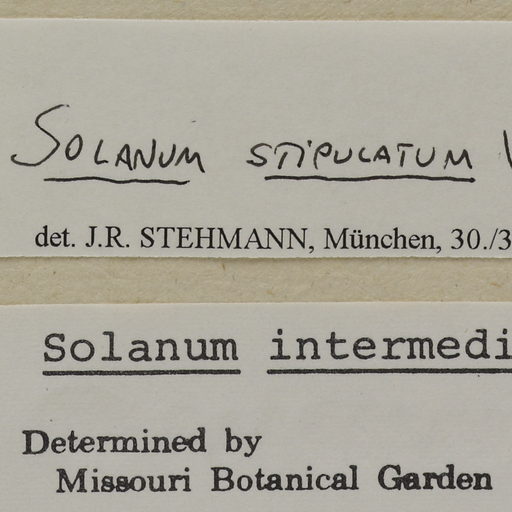 SOLANUM STIPULATUM V
det. J.R. STEHMANN, München, 30./3
Solanum intermedi
Determined by
Missouri Botanical Garden